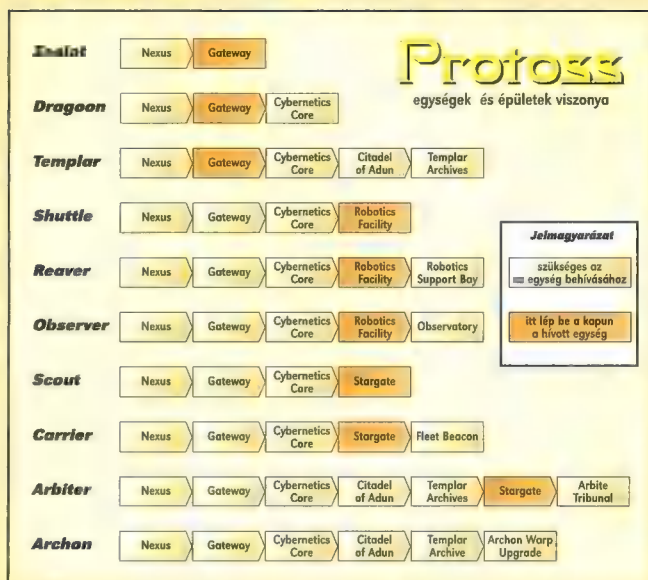 Protoss
egységek és épületek viszonya
Nexus Gateway
Dragoon Nexus Gateway Cybernetics Core
Templar Nexus Gateway Cybernetics Core Citadel of Adun Templar Archives
Shuttle Nexus Gateway Cybernetics Core Robotics Facility
Reaver Nexus Gateway Cybernetics Core Robotics Facility Robotics Support Bay
Observer Nexus Gateway Cybernetics Core Robotics Facility Observatory
Scout Nexus Gateway Cybernetics Core Stargate
Carrier Nexus Gateway Cybernetics Core Stargate Fleet Beacon
Arbiter Nexus Gateway Cybernetics Core Citadel of Adun Templar Archives Stargate Arbite Tribunal
Archon Nexus Gateway Cybernetics Core Citadel of Adun Templar Archive Archon Warp Upgrade
Jelmagyarázat
szükséges az
egység behívásához
itt lép be a kapun
a hívott egység